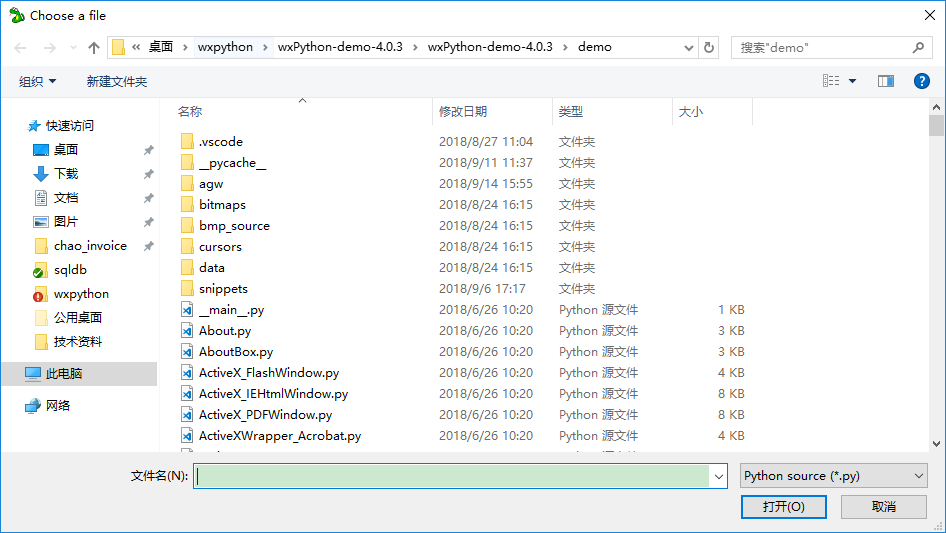 Choose a file
« 桌面 › wxpython › wxPython-demo-4.0.3 › wxPython-demo-4.0.3 › demo
搜索"demo"
组织 新建文件夹
名称 修改日期 类型 大小
快速访问
桌面
下载
文档
图片
chao_invoice
sqldb
wxpython
公用桌面
技术资料
此电脑
网络
.vscode 2018/8/27 11:04 文件夹
__pycache__ 2018/9/11 11:37 文件夹
agw 2018/9/14 15:55 文件夹
bitmaps 2018/8/24 16:15 文件夹
bmp_source 2018/8/24 16:15 文件夹
cursors 2018/8/24 16:15 文件夹
data 2018/8/24 16:15 文件夹
snippets 2018/9/6 17:17 文件夹
__main__.py 2018/6/26 10:20 Python 源文件 1 KB
About.py 2018/6/26 10:20 Python 源文件 3 KB
AboutBox.py 2018/6/26 10:20 Python 源文件 3 KB
ActiveX_FlashWindow.py 2018/6/26 10:20 Python 源文件 4 KB
ActiveX_IEHtmlWindow.py 2018/6/26 10:20 Python 源文件 8 KB
ActiveX_PDFWindow.py 2018/6/26 10:20 Python 源文件 8 KB
ActiveXWrapper_Acrobat.py 2018/6/26 10:20 Python 源文件 4 KB
文件名(N):
Python source (*.py)
打开(O) 取消